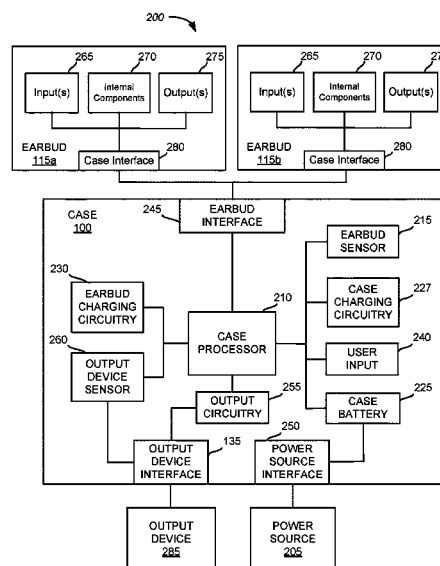 200
265
270
275
Input(s)
Internal
Components
Output(s)
EARBUD
115a
Case Interface
280
265
270
27
Input(s)
Internal
Components
Output(s)
EARBUD
115b
Case Interface
280
CASE
100
245
EARBUD
INTERFACE
215
EARBUD
SENSOR
230
EARBUD
CHARGING
CIRCUITRY
210
CASE
PROCESSOR
227
CASE
CHARGING
CIRCUITRY
260
OUTPUT
DEVICE
SENSOR
240
USER
INPUT
255
OUTPUT
CIRCUITRY
225
CASE
BATTERY
135
OUTPUT
DEVICE
INTERFACE
250
POWER
SOURCE
INTERFACE
OUTPUT
DEVICE
285
POWER
SOURCE
205